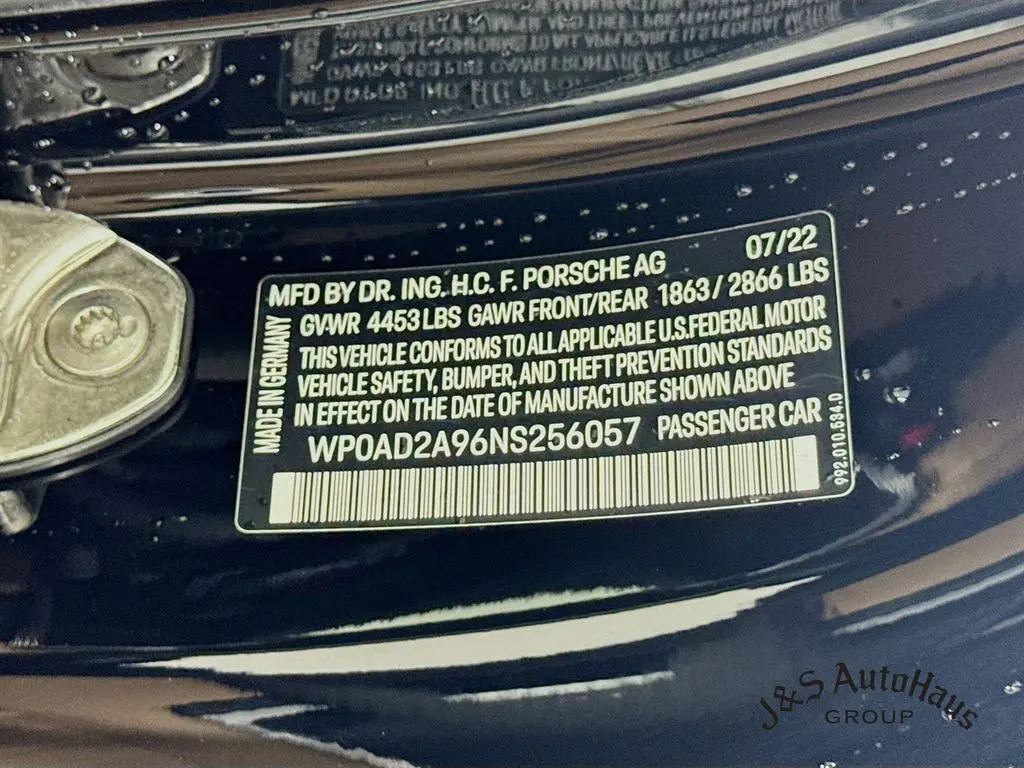 MFD BY DR. ING. H.C. F. PORSCHE AG 07/22
GVWR 4453 LBS GAWR FRONT/REAR 1863 / 2866 LBS
THIS VEHICLE CONFORMS TO ALL APPLICABLE U.S. FEDERAL MOTOR
VEHICLE SAFETY, BUMPER, AND THEFT PREVENTION STANDARDS
IN EFFECT ON THE DATE OF MANUFACTURE SHOWN ABOVE
WP0AD2A96NS256057 PASSENGER CAR
MADE IN GERMANY
992.010.534.0
J&S AutoHaus
GROUP